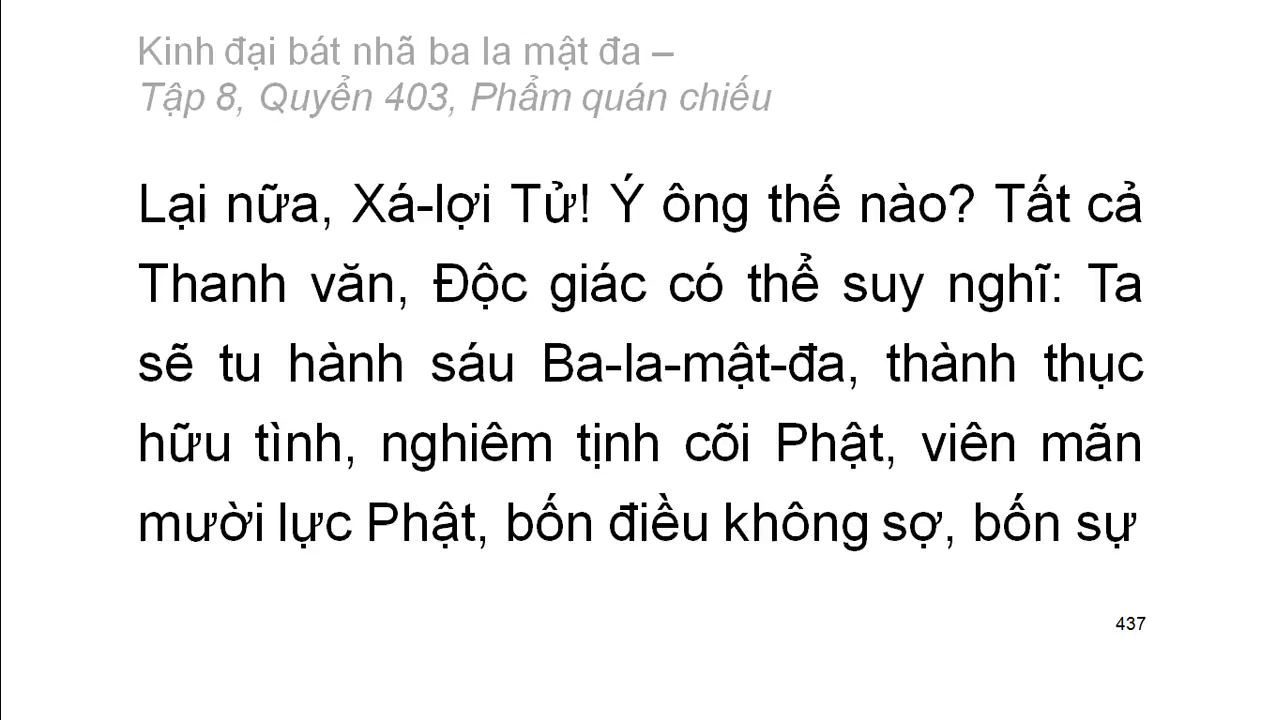 Kinh đại bát nhã ba la mật đa –
Tập 8, Quyển 403, Phẩm quán chiếu
Lại nữa, Xá-lợi Tử! Ý ông thế nào? Tất cả
Thanh văn, Độc giác có thể suy nghĩ: Ta
sẽ tu hành sáu Ba-la-mật-đa, thành thục
hữu tình, nghiêm tịnh cõi Phật, viên mãn
mười lực Phật, bốn điều không sợ, bốn sự
437